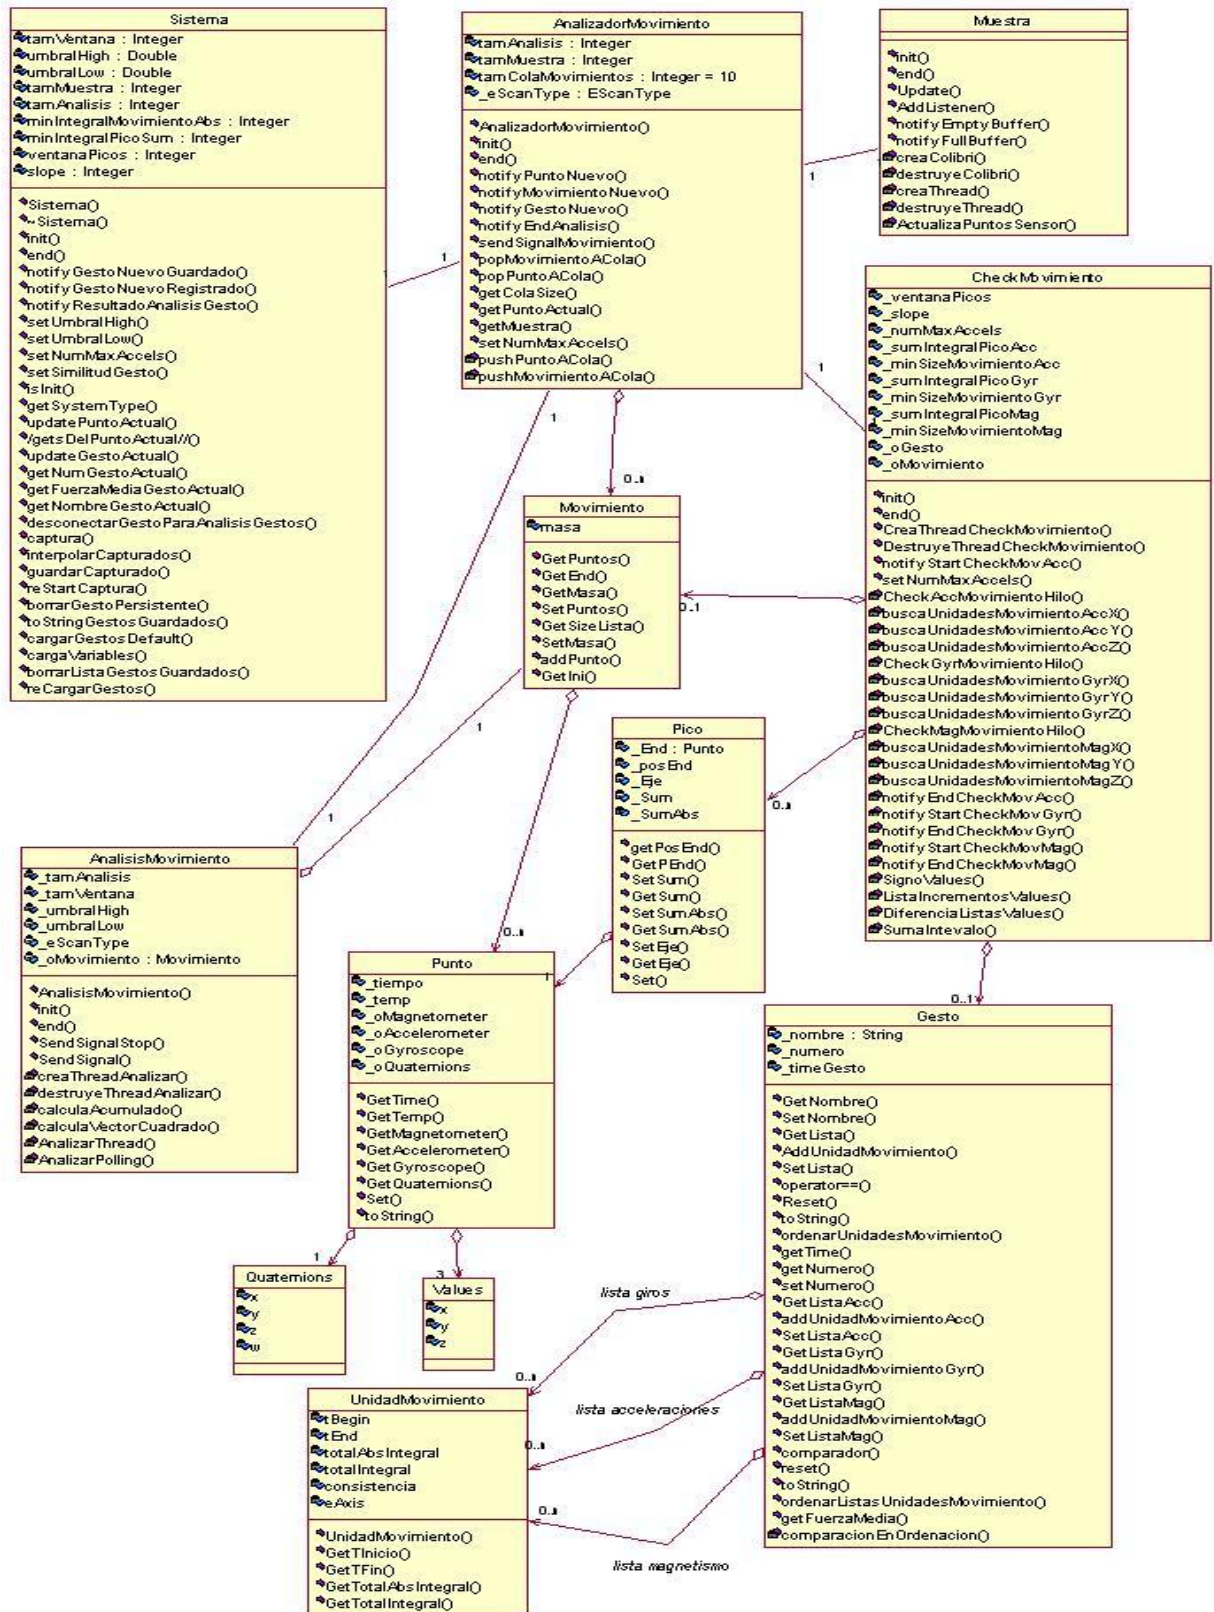 Sistema
tamVentana : Integer
umbralHigh : Double
umbralLow : Double
tamMuestra : Integer
tamAnalisis : Integer
minIntegralMovimientoAbs : Integer
minIntegralPicoSum : Integer
ventanaPicos : Integer
slope : Integer
Sistema()
~Sistema()
init()
end()
notifyGestoNuevoGuardado()
notifyGestoNuevoRegistrado()
notifyResultadoAnalisisGesto()
setUmbralHigh()
setUmbralLow()
setNumMaxAccels()
setSimilitudGesto()
isInit()
getSystemType()
updatePuntoActual()
/getsDelPuntoActual//()
updateGestoActual()
getNumGestoActual()
getFuerzaMediaGestoActual()
getNombreGestoActual()
desconectarGestoParaAnalisisGestos()
captura()
interpolarCapturados()
guardarCapturado()
reStartCaptura()
borrarGestoPersistente()
toStringGestosGuardados()
cargarGestosDefault()
cargaVariables()
borrarListaGestosGuardados()
reCargarGestos()
AnalizadorMovimiento
tamAnalisis : Integer
tamMuestra : Integer
tamColaMovimientos : Integer = 10
_eScanType : EScanType
AnalizadorMovimiento()
init()
end()
notifyPuntoNuevo()
notifyMovimientoNuevo()
notifyGestoNuevo()
notifyEndAnalisis()
sendSignalMovimiento()
popMovimientoACola()
popPuntoACola()
getColaSize()
getPuntoActual()
getMuestra()
setNumMaxAccels()
pushPuntoACola()
pushMovimientoACola()
Muestra
init()
end()
Update()
AddListener()
notifyEmptyBuffer()
notifyFullBuffer()
creaColibri()
destruyeColibri()
creaThread()
destruyeThread()
ActualizaPuntosSensor()
1
1
1
1
1
0..n
CheckMovimiento
_ventanaPicos
_slope
_numMaxAccels
_sumIntegralPicoAcc
_minSizeMovimientoAcc
_sumIntegralPicoGyr
_minSizeMovimientoGyr
_sumIntegralPicoMag
_minSizeMovimientoMag
_oGesto
_oMovimiento
init()
end()
CreaThreadCheckMovimiento()
DestruyeThreadCheckMovimiento()
notifyStartCheckMovAcc()
setNumMaxAccels()
CheckAccMovimientoHilo()
buscaUnidadesMovimientoAccX()
buscaUnidadesMovimientoAccY()
buscaUnidadesMovimientoAccZ()
CheckGyrMovimientoHilo()
buscaUnidadesMovimientoGyrX()
buscaUnidadesMovimientoGyrY()
buscaUnidadesMovimientoGyrZ()
CheckMagMovimientoHilo()
buscaUnidadesMovimientoMagX()
buscaUnidadesMovimientoMagY()
buscaUnidadesMovimientoMagZ()
notifyEndCheckMovAcc()
notifyStartCheckMovGyr()
notifyEndCheckMovGyr()
notifyStartCheckMovMag()
notifyEndCheckMovMag()
SignoValues()
ListaIncrementosValues()
DiferenciaListasValues()
SumaIntevalo()
Movimiento
masa
GetPuntos()
GetEnd()
GetMasa()
SetPuntos()
GetSizeLista()
SetMasa()
addPunto()
GetIni()
0..1
1
1
Pico
_End : Punto
_posEnd
_Eje
_Sum
_SumAbs
getPosEnd()
GetPEnd()
SetSum()
GetSum()
SetSumAbs()
GetSumAbs()
SetEje()
GetEje()
Set()
0..n
0..n
1
0..1
AnalisisMovimiento
_tamAnalisis
_tamVentana
_umbralHigh
_umbralLow
_eScanType
_oMovimiento : Movimiento
AnalisisMovimiento()
init()
end()
SendSignalStop()
SendSignal()
creaThreadAnalizar()
destruyeThreadAnalizar()
calculaAcumulado()
calculaVectorCuadrado()
AnalizarThread()
AnalizarPolling()
Punto
_tiempo
_temp
_oMagnetometer
_oAccelerometer
_oGyroscope
_oQuaternions
GetTime()
GetTemp()
GetMagnetometer()
GetAccelerometer()
GetGyroscope()
GetQuaternions()
Set()
toString()
1
3
Quaternions
x
y
z
w
Values
x
y
z
Gesto
_nombre : String
_numero
_timeGesto
GetNombre()
SetNombre()
GetLista()
AddUnidadMovimiento()
SetLista()
operator==()
Reset()
toString()
ordenarUnidadesMovimiento()
getTime()
getNumero()
setNumero()
GetListaAcc()
addUnidadMovimientoAcc()
SetListaAcc()
GetListaGyr()
addUnidadMovimientoGyr()
SetListaGyr()
GetListaMag()
addUnidadMovimientoMag()
SetListaMag()
comparador()
reset()
toString()
ordenarListasUnidadesMovimiento()
getFuerzaMedia()
comparacionEnOrdenacion()
lista giros
0..n
lista acceleraciones
0..n
0..n
lista magnetismo
UnidadMovimiento
tBegin
tEnd
totalAbsIntegral
totalIntegral
consistencia
eAxis
UnidadMovimiento()
GetTInicio()
GetTFin()
GetTotalAbsIntegral()
GetTotalIntegral()